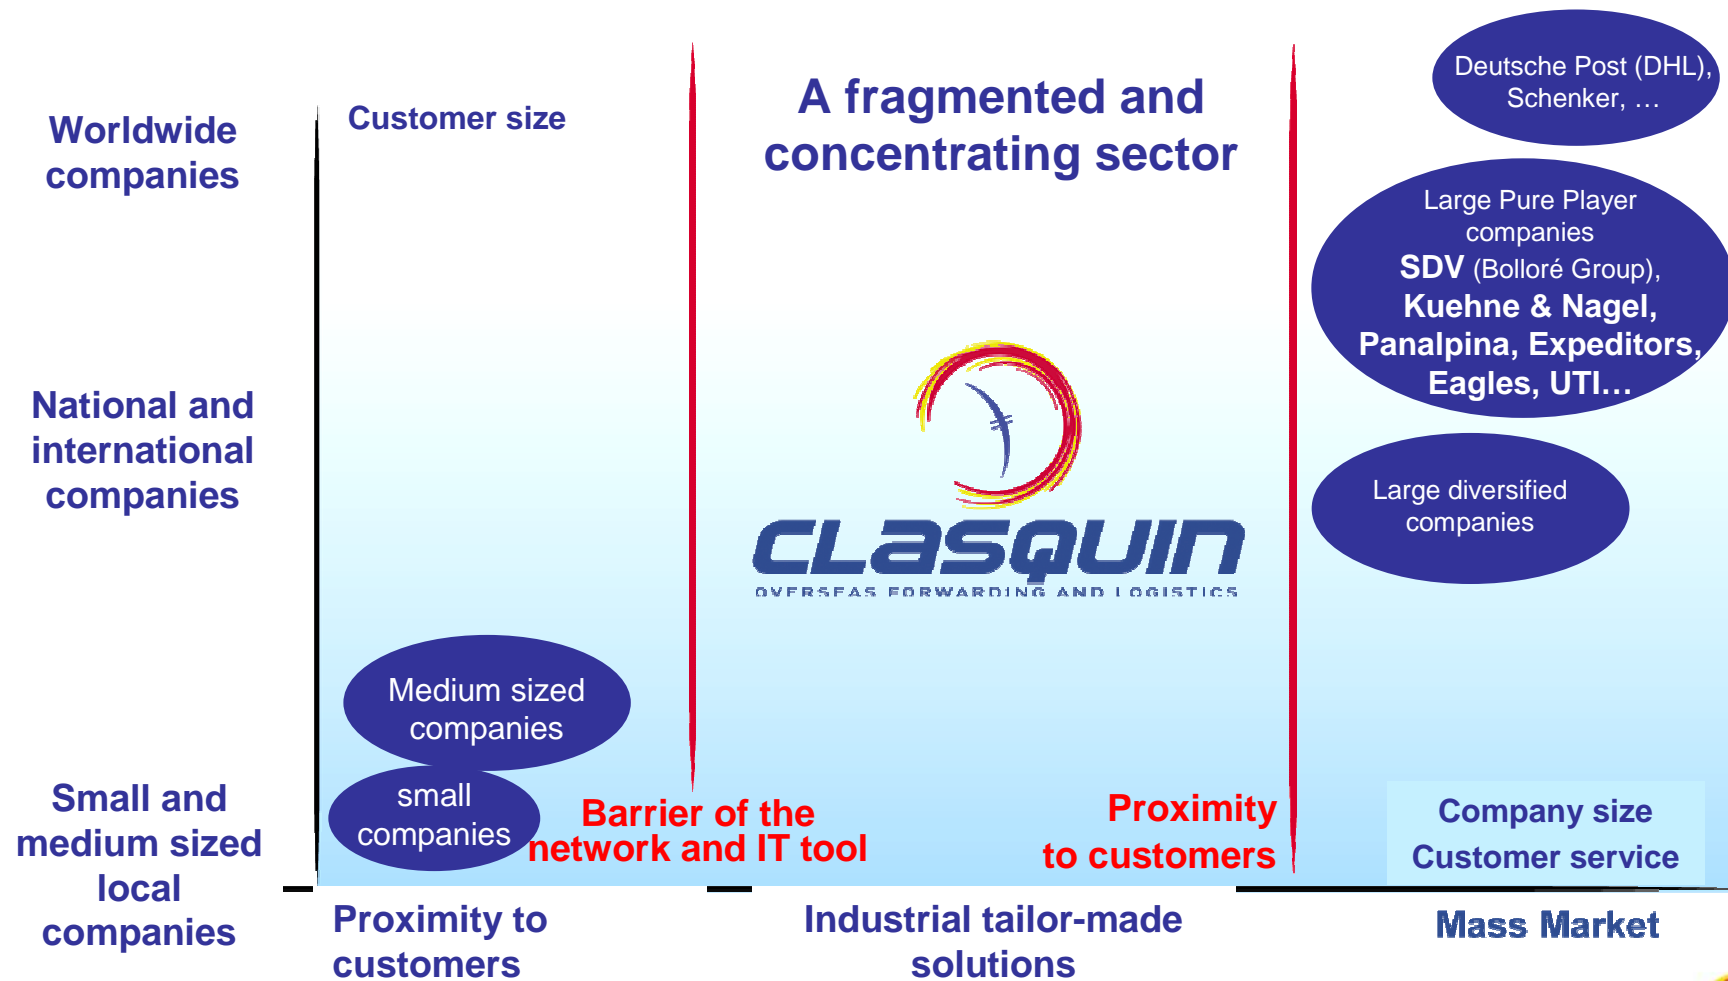 Customer size
A fragmented and
concentrating sector
Deutsche Post (DHL),
Schenker, …
Worldwide
companies
Large Pure Player
companies
SDV (Bolloré Group),
Kuehne & Nagel,
Panalpina, Expeditors,
Eagles, UTI…
National and
international
companies
Large diversified
companies
CLASQUIN
OVERSEAS FORWARDING AND LOGISTICS
Medium sized
companies
small
companies
Small and
medium sized
local
companies
Barrier of the
network and IT tool
Proximity
to customers
Company size
Customer service
Proximity to
customers
Industrial tailor-made
solutions
Mass Market